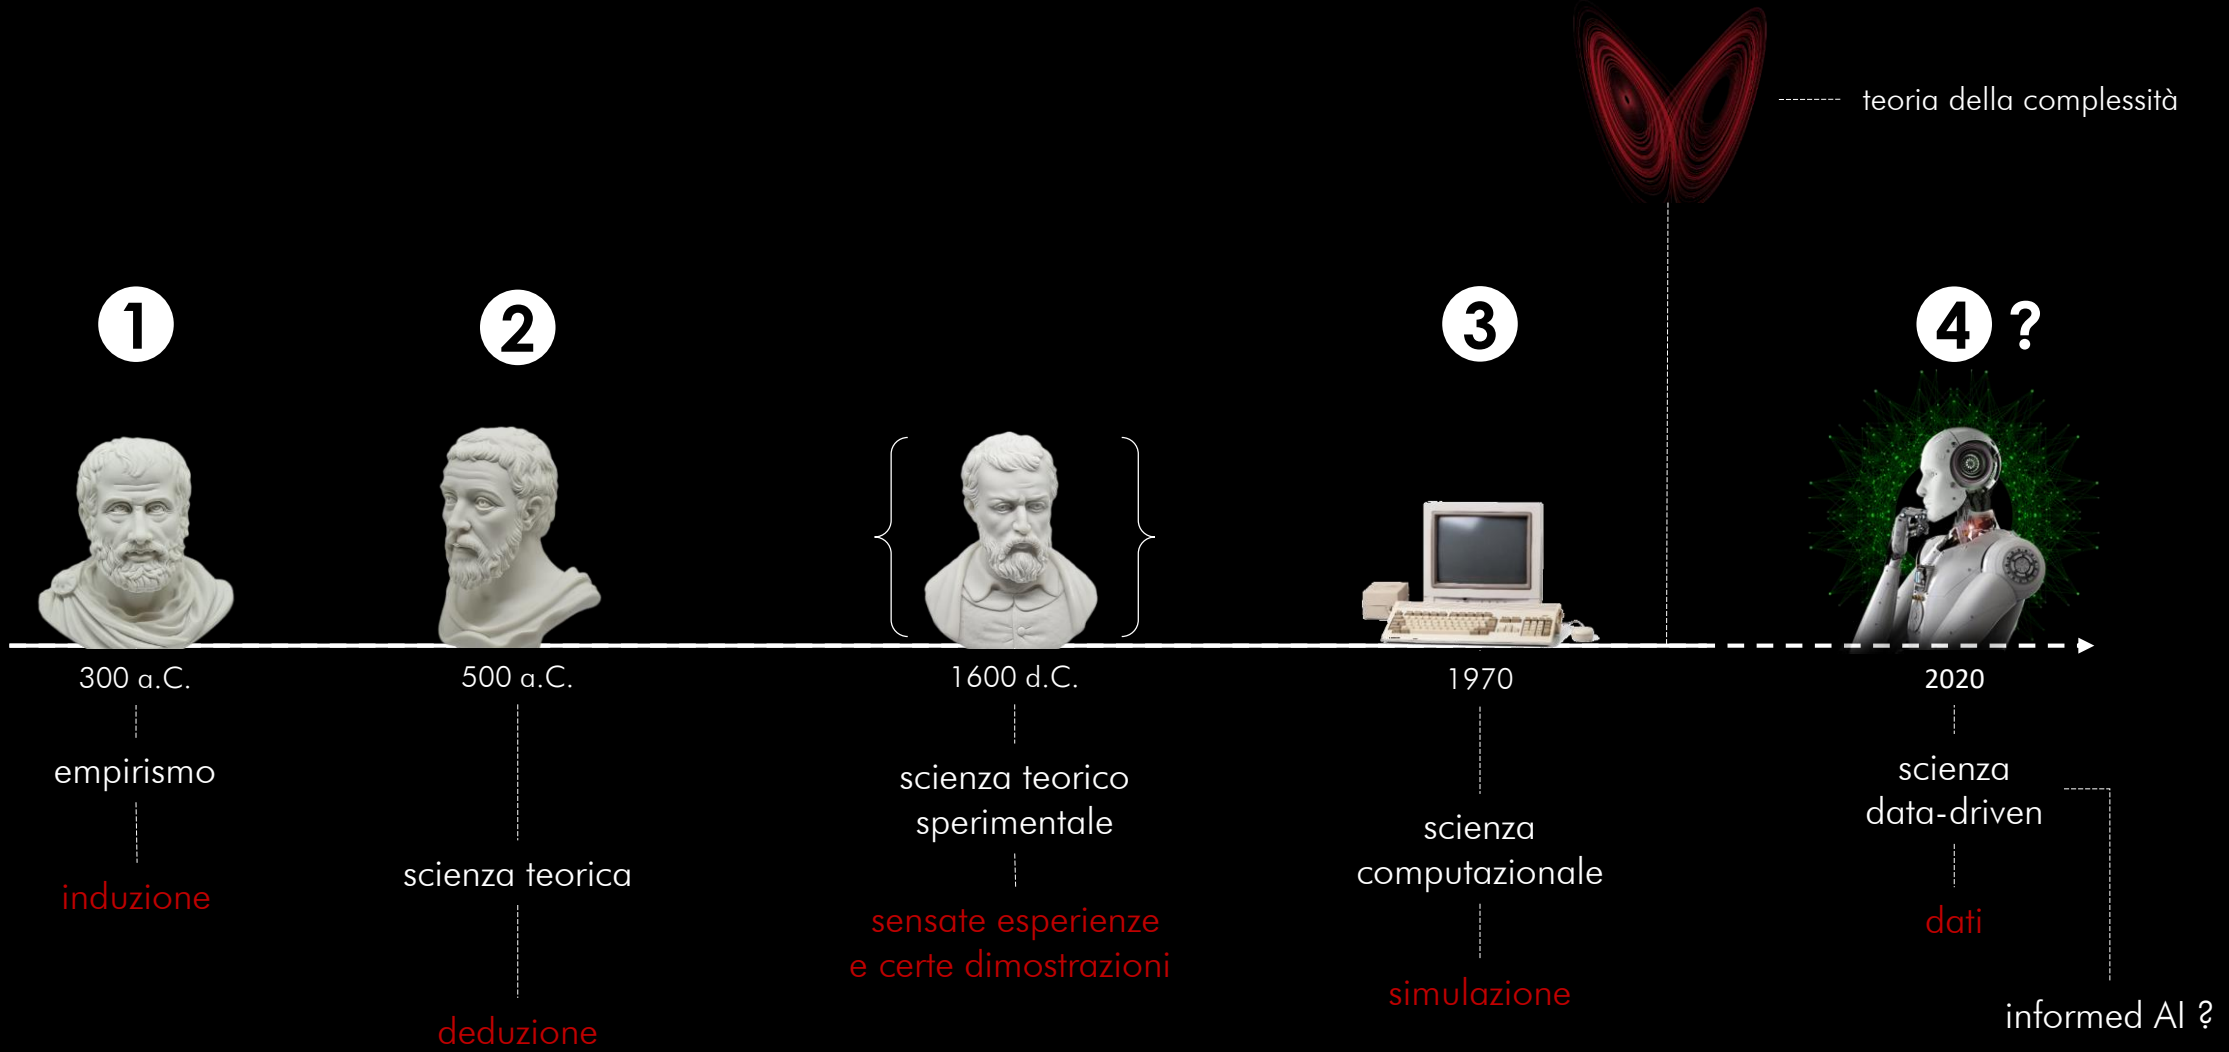 teoria della complessità
1
2
3
4 ?
300 a.C.
500 a.C.
1600 d.C.
1970
2020
empirismo
induzione
scienza teorica
deduzione
scienza teorico
sperimentale
sensate esperienze
e certe dimostrazioni
scienza
computazionale
simulazione
scienza
data-driven
dati
informed AI ?